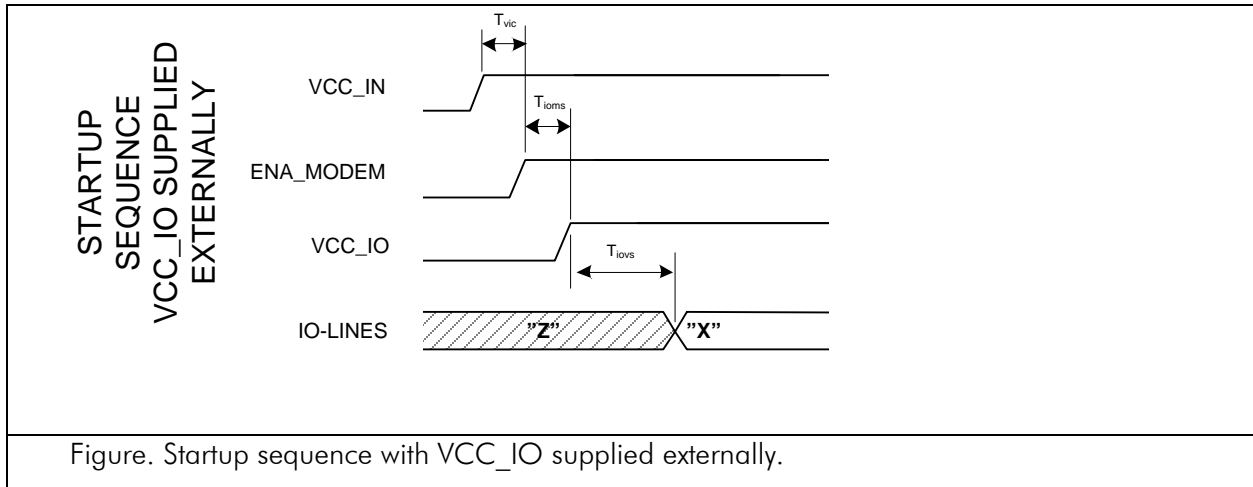 STARTUP
SEQUENCE
VCC_IO SUPPLIED
EXTERNALLY
Tvic
VCC_IN
Tioms
ENA_MODEM
VCC_IO
Tiovs
IO-LINES
”Z”
”X”
Figure. Startup sequence with VCC_IO supplied externally.